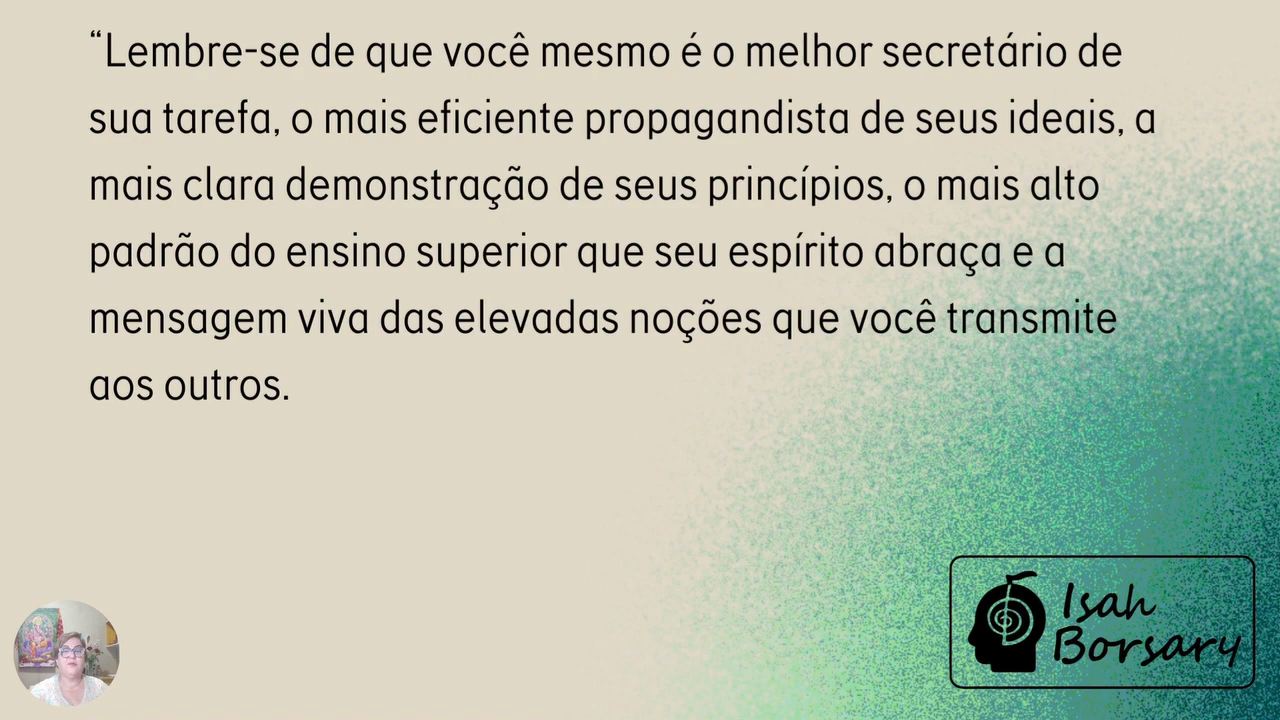 “Lembre-se de que você mesmo é o melhor secretário de
sua tarefa, o mais eficiente propagandista de seus ideais, a
mais clara demonstração de seus princípios, o mais alto
padrão do ensino superior que seu espírito abraça e a
mensagem viva das elevadas noções que você transmite
aos outros.
Isah
Borsary